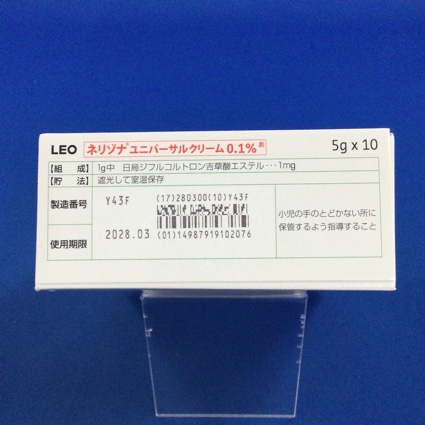 LEO ネリゾナ®ユニバーサルクリーム0.1% 劇 5g x 10
【組 成】 1g中 日局ジフルコルトロン吉草酸エステル…1mg
【貯 法】 遮光して室温保存
製造番号 Y43F (17)280300(10)Y43F
小児の手のとどかない所に
保管するよう指導すること
使用期限 2028.03 (01)14987919102076